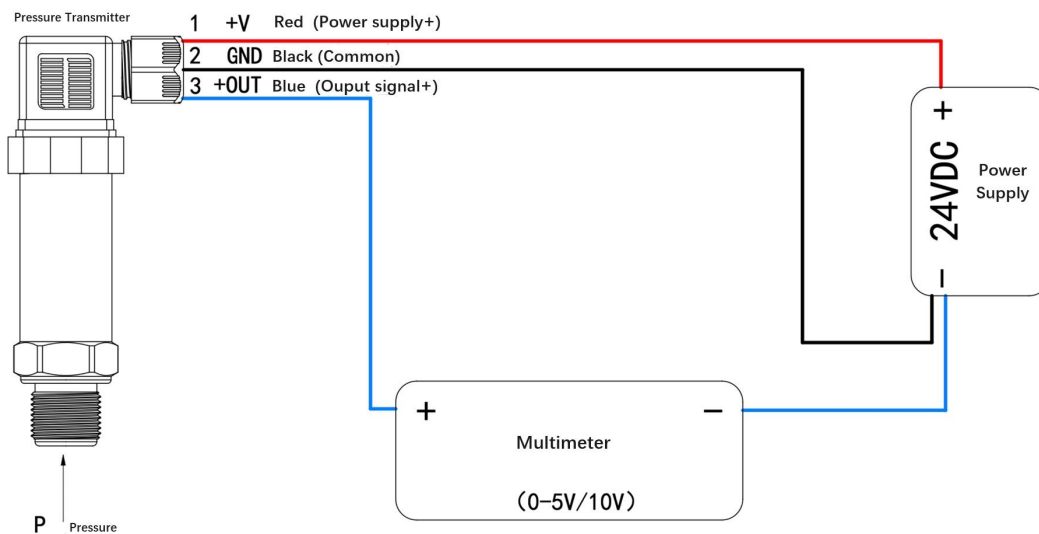 Pressure Transmitter
1 +V Red (Power supply+)
2 GND Black (Common)
3 +OUT Blue (Ouput signal+)
+
24VDC
−
Power
Supply
+ −
Multimeter
(0-5V/10V)
P Pressure